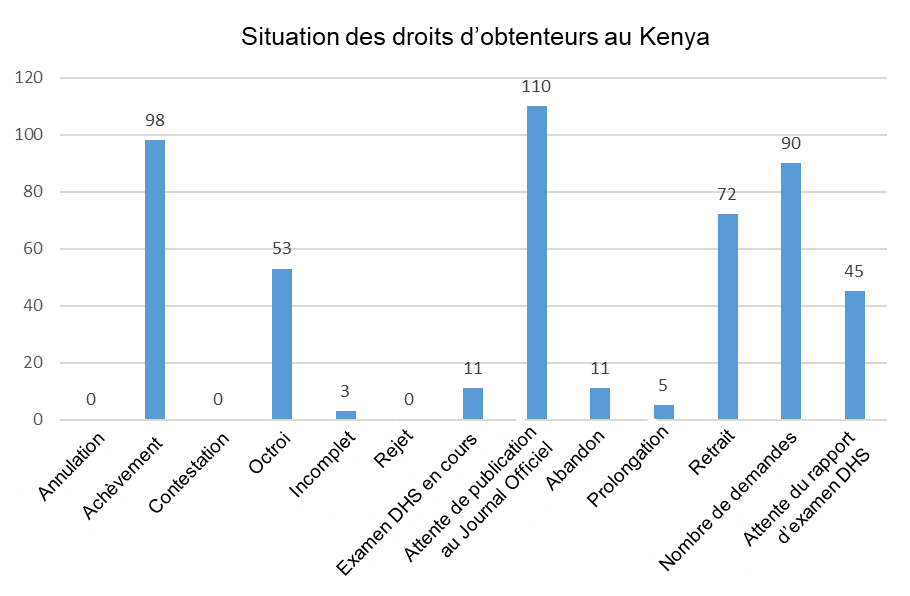 Situation des droits d’obtenteurs au Kenya
120
100
80
60
40
20
0
0
98
0
53
3
0
11
110
11
5
72
90
45
Annulation
Achèvement
Contestation
Octroi
Incomplet
Rejet
Examen DHS en cours
Attente de publication
au Journal Officiel
Abandon
Prolongation
Retrait
Nombre de demandes
Attente du rapport
d’examen DHS